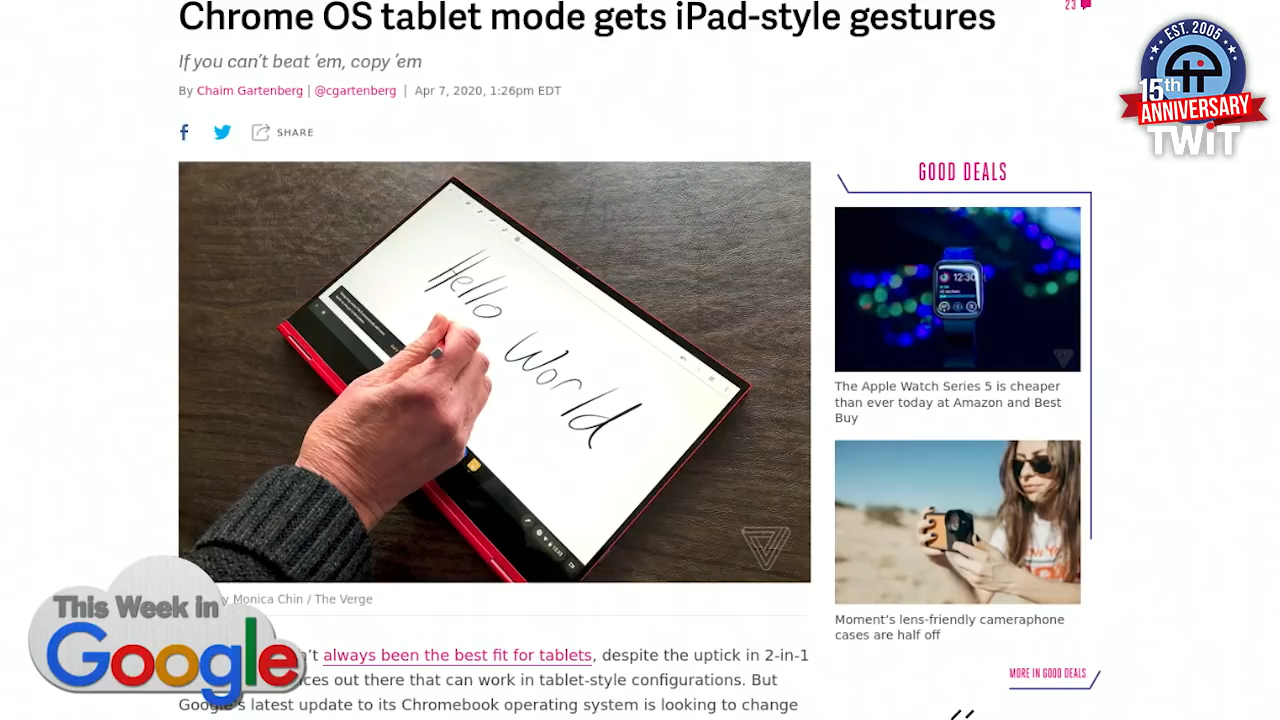 Chrome OS tablet mode gets iPad-style gestures
23
If you can't beat 'em, copy 'em
By Chaim Gartenberg | @cgartenberg | Apr 7, 2020, 1:26pm EDT
SHARE
EST. 2005
15th
ANNIVERSARY
TWiT
GOOD DEALS
Hello World
12:30
The Apple Watch Series 5 is cheaper
than ever today at Amazon and Best
Buy
Moment's lens-friendly cameraphone
cases are half off
MORE IN GOOD DEALS
y Monica Chin / The Verge
't always been the best fit for tablets, despite the uptick in 2-in-1
ces out there that can work in tablet-style configurations. But
Google's latest update to its Chromebook operating system is looking to change
This Week in
Google